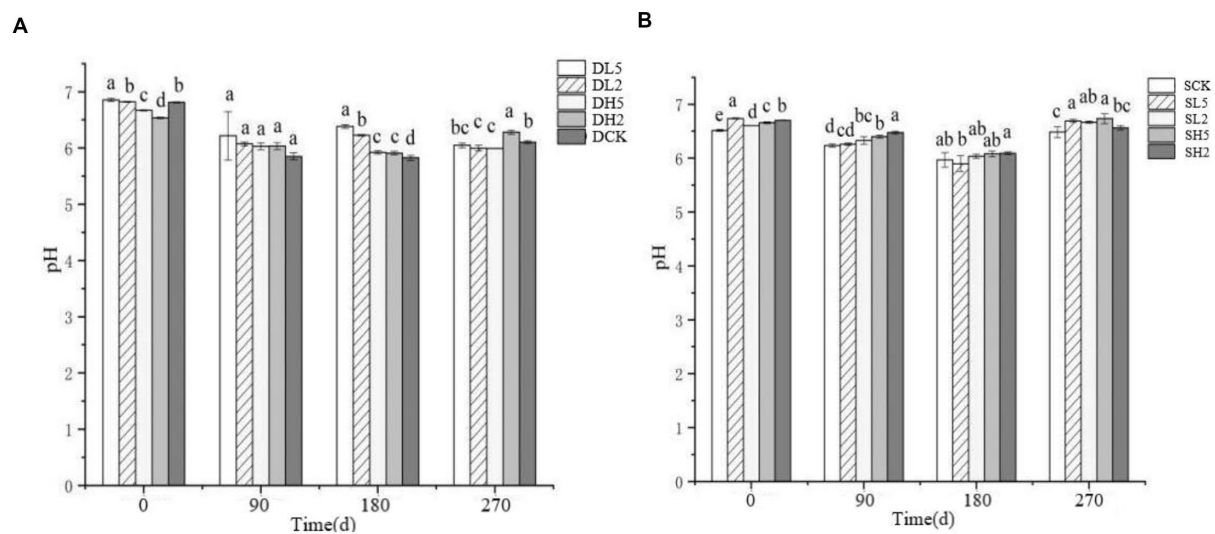 A
a b c d b
a a a a a
a b c c d
bc c c a b
DL5
DL2
DH5
DH2
DCK
pH
7
6
5
4
3
2
1
0
0 90 180 270
Time(d)
B
e a d c b
d cd bc b a
ab b ab ab a
c a ab a bc
SCK
SL5
SL2
SH5
SH2
pH
7
6
5
4
3
2
1
0
0 90 180 270
Time(d)